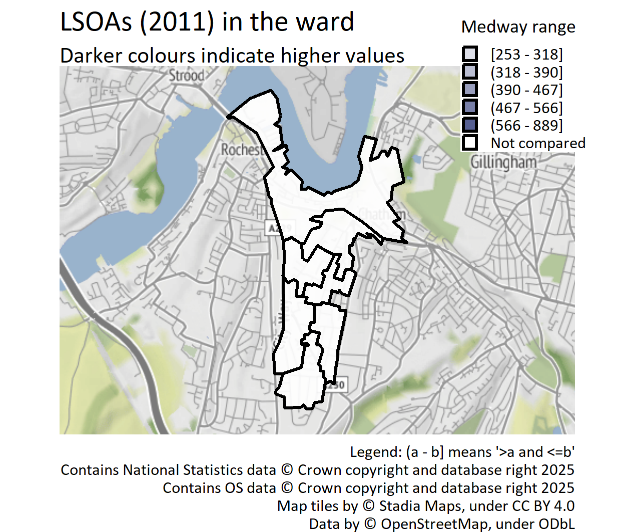 LSOAs (2011) in the ward
Darker colours indicate higher values
Medway range
[253 - 318]
(318 - 390]
(390 - 467]
(467 - 566]
(566 - 889]
Not compared
Strood
Gillingham
Legend: (a - b] means '>a and <=b'
Contains National Statistics data © Crown copyright and database right 2025
Contains OS data © Crown copyright and database right 2025
Map tiles by © Stadia Maps, under CC BY 4.0
Data by © OpenStreetMap, under ODbL